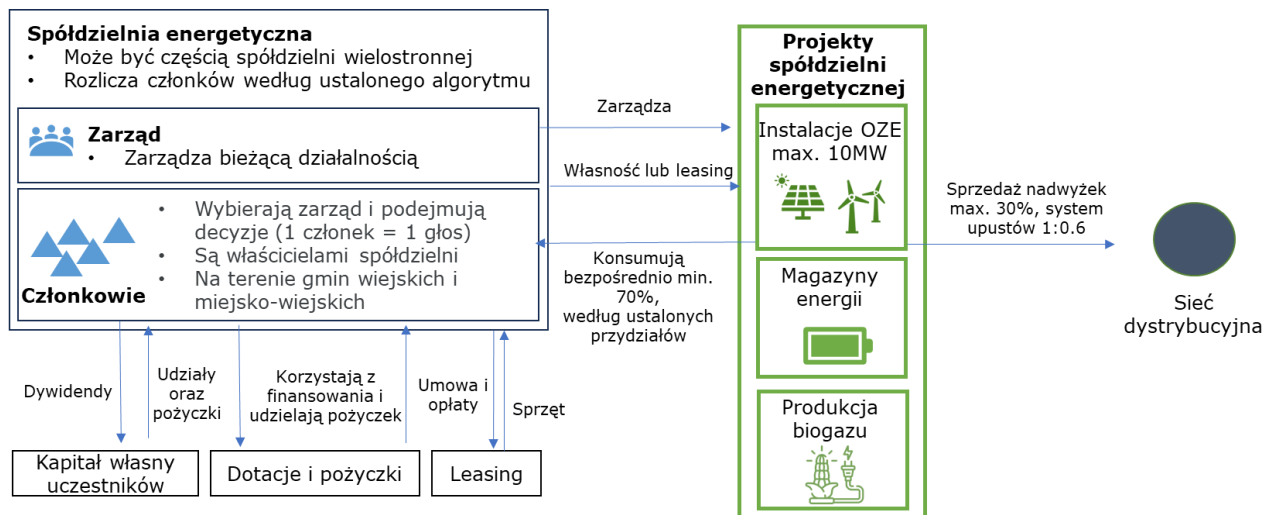 Spółdzielnia energetyczna
• Może być częścią spółdzielni wielostronnej
• Rozlicza członków według ustalonego algorytmu
Zarząd
• Zarządza bieżącą działalnością
• Wybierają zarząd i podejmują
decyzje (1 członek = 1 głos)
• Są właścicielami spółdzielni
• Na terenie gmin wiejskich i
miejsko-wiejskich
Członkowie
Dywidendy
Udziały
oraz
pożyczki
Korzystają z
finansowania i
udzielają pożyczek
Umowa i
opłaty
Sprzęt
Kapitał własny
uczestników
Dotacje i pożyczki
Leasing
Zarządza
Własność lub leasing
Konsumują
bezpośrednio min.
70%,
według ustalonych
przydziałów
Projekty
spółdzielni
energetycznej
Instalacje OZE
max. 10MW
Magazyny
energii
Produkcja
biogazu
Sprzedaż nadwyżek
max. 30%, system
upustów 1:0.6
Sieć
dystrybucyjna